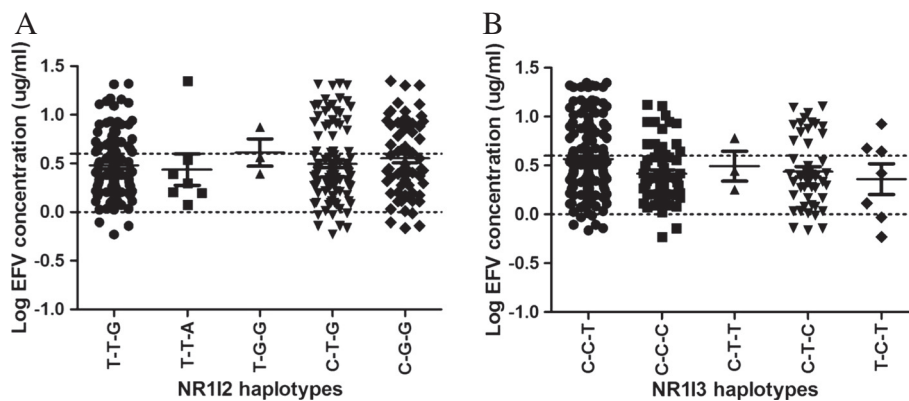 A
Log EFV concentration (ug/ml)
1.5
1.0
0.5
0.0
-0.5
-1.0
T-T-G
T-T-A
T-G-G
C-T-G
C-G-G
NR1I2 haplotypes
B
Log EFV concentration (ug/ml)
1.5
1.0
0.5
0.0
-0.5
-1.0
C-C-T
C-C-C
C-T-T
C-T-C
T-C-T
NR1I3 haplotypes